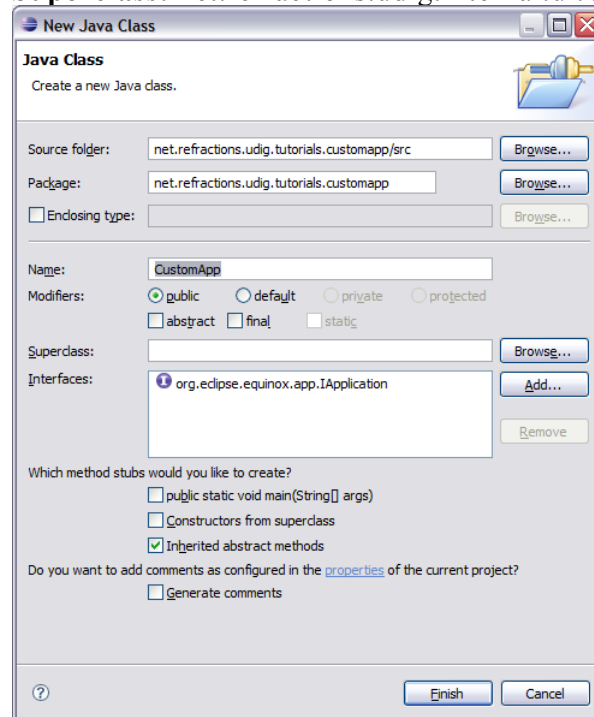 New Java Class
Java Class
Create a new Java class.
Source folder: net.refractions.udig.tutorials.customapp/src Browse...
Package: net.refractions.udig.tutorials.customapp Browse...
Enclosing type: Browse...
Name: CustomApp
Modifiers: public default private protected
abstract final static
Superclass: Browse...
Interfaces: org.eclipse.equinox.app.IApplication Add...
Remove
Which method stubs would you like to create?
public static void main(String[] args)
Constructors from superclass
Inherited abstract methods
Do you want to add comments as configured in the properties of the current project?
Generate comments
Finish Cancel